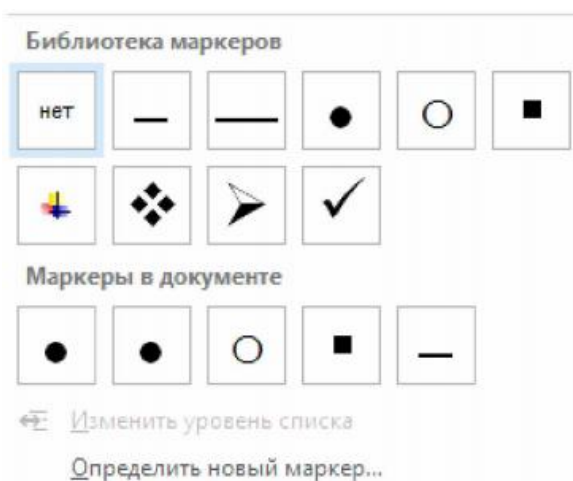 Библиотека маркеров
нет
Маркеры в документе
Изменить уровень списка
Определить новый маркер...